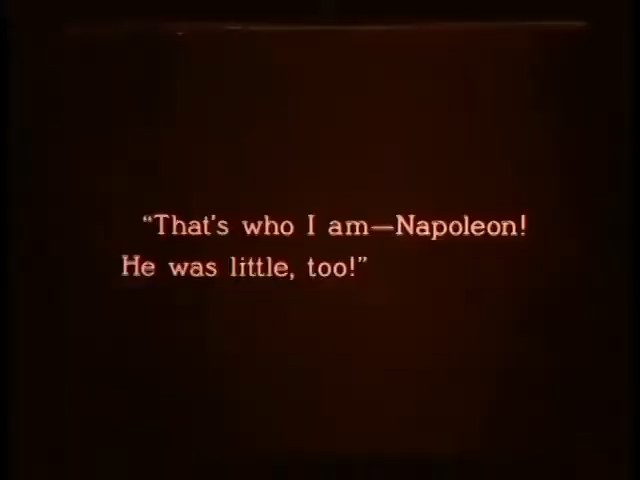 “That's who I am—Napoleon!
He was little, too!”